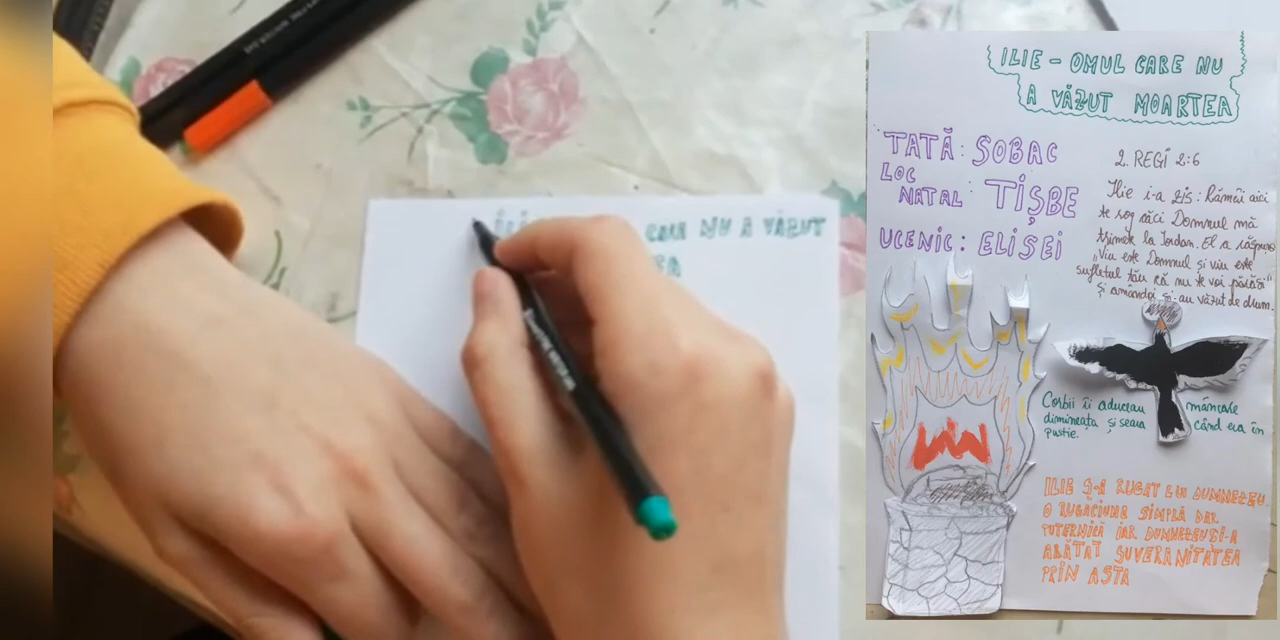 ILIE
CARE NU A VĂZUT
ILIE - OMUL CARE NU
A VĂZUT MOARTEA
TATĂ: SOBAC
LOC
NATAL: TIȘBE
UCENIC: ELISEI
2. REGI 2:6
Ilie i-a zis: Rămâi aici
te rog căci Domnul mă
trimete la Iordan. El a răspuns
„Viu este Domnul și viu este
sufletul tău că nu te voi părăsi"
și amândoi și-au văzut de drum.
Corbii îi aduceau mâncare
dimineața și seara când era în
pustie.
ILIE S-A RUGAT LUI DUMNEZEU
O RUGĂCIUNE SIMPLĂ DAR
PUTERNICĂ IAR DUMNEZEU ȘI-A
ARĂTAT SUVERANITATEA
PRIN ASTA